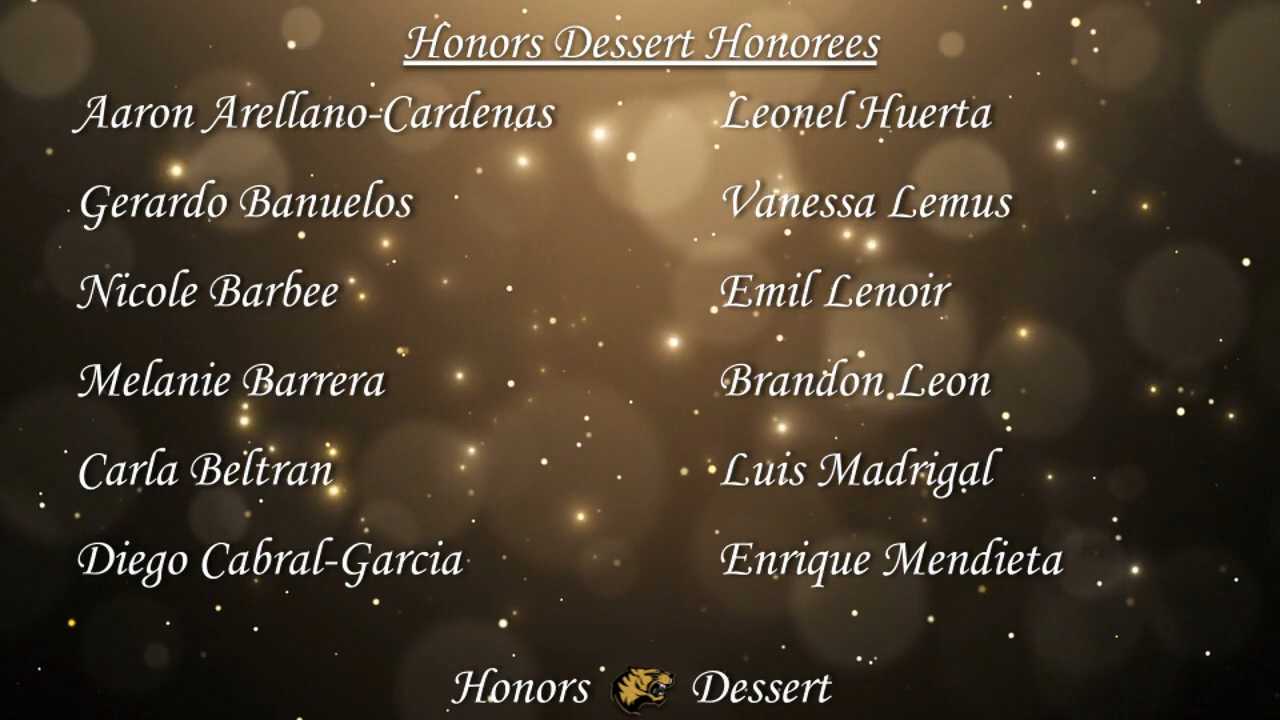 Honors Dessert Honorees
Aaron Arellano-Cardenas
Gerardo Banuelos
Nicole Barbee
Melanie Barrera
Carla Beltran
Diego Cabral-Garcia
Leonel Huerta
Vanessa Lemus
Emil Lenoir
Brandon Leon
Luis Madrigal
Enrique Mendieta
Honors Dessert